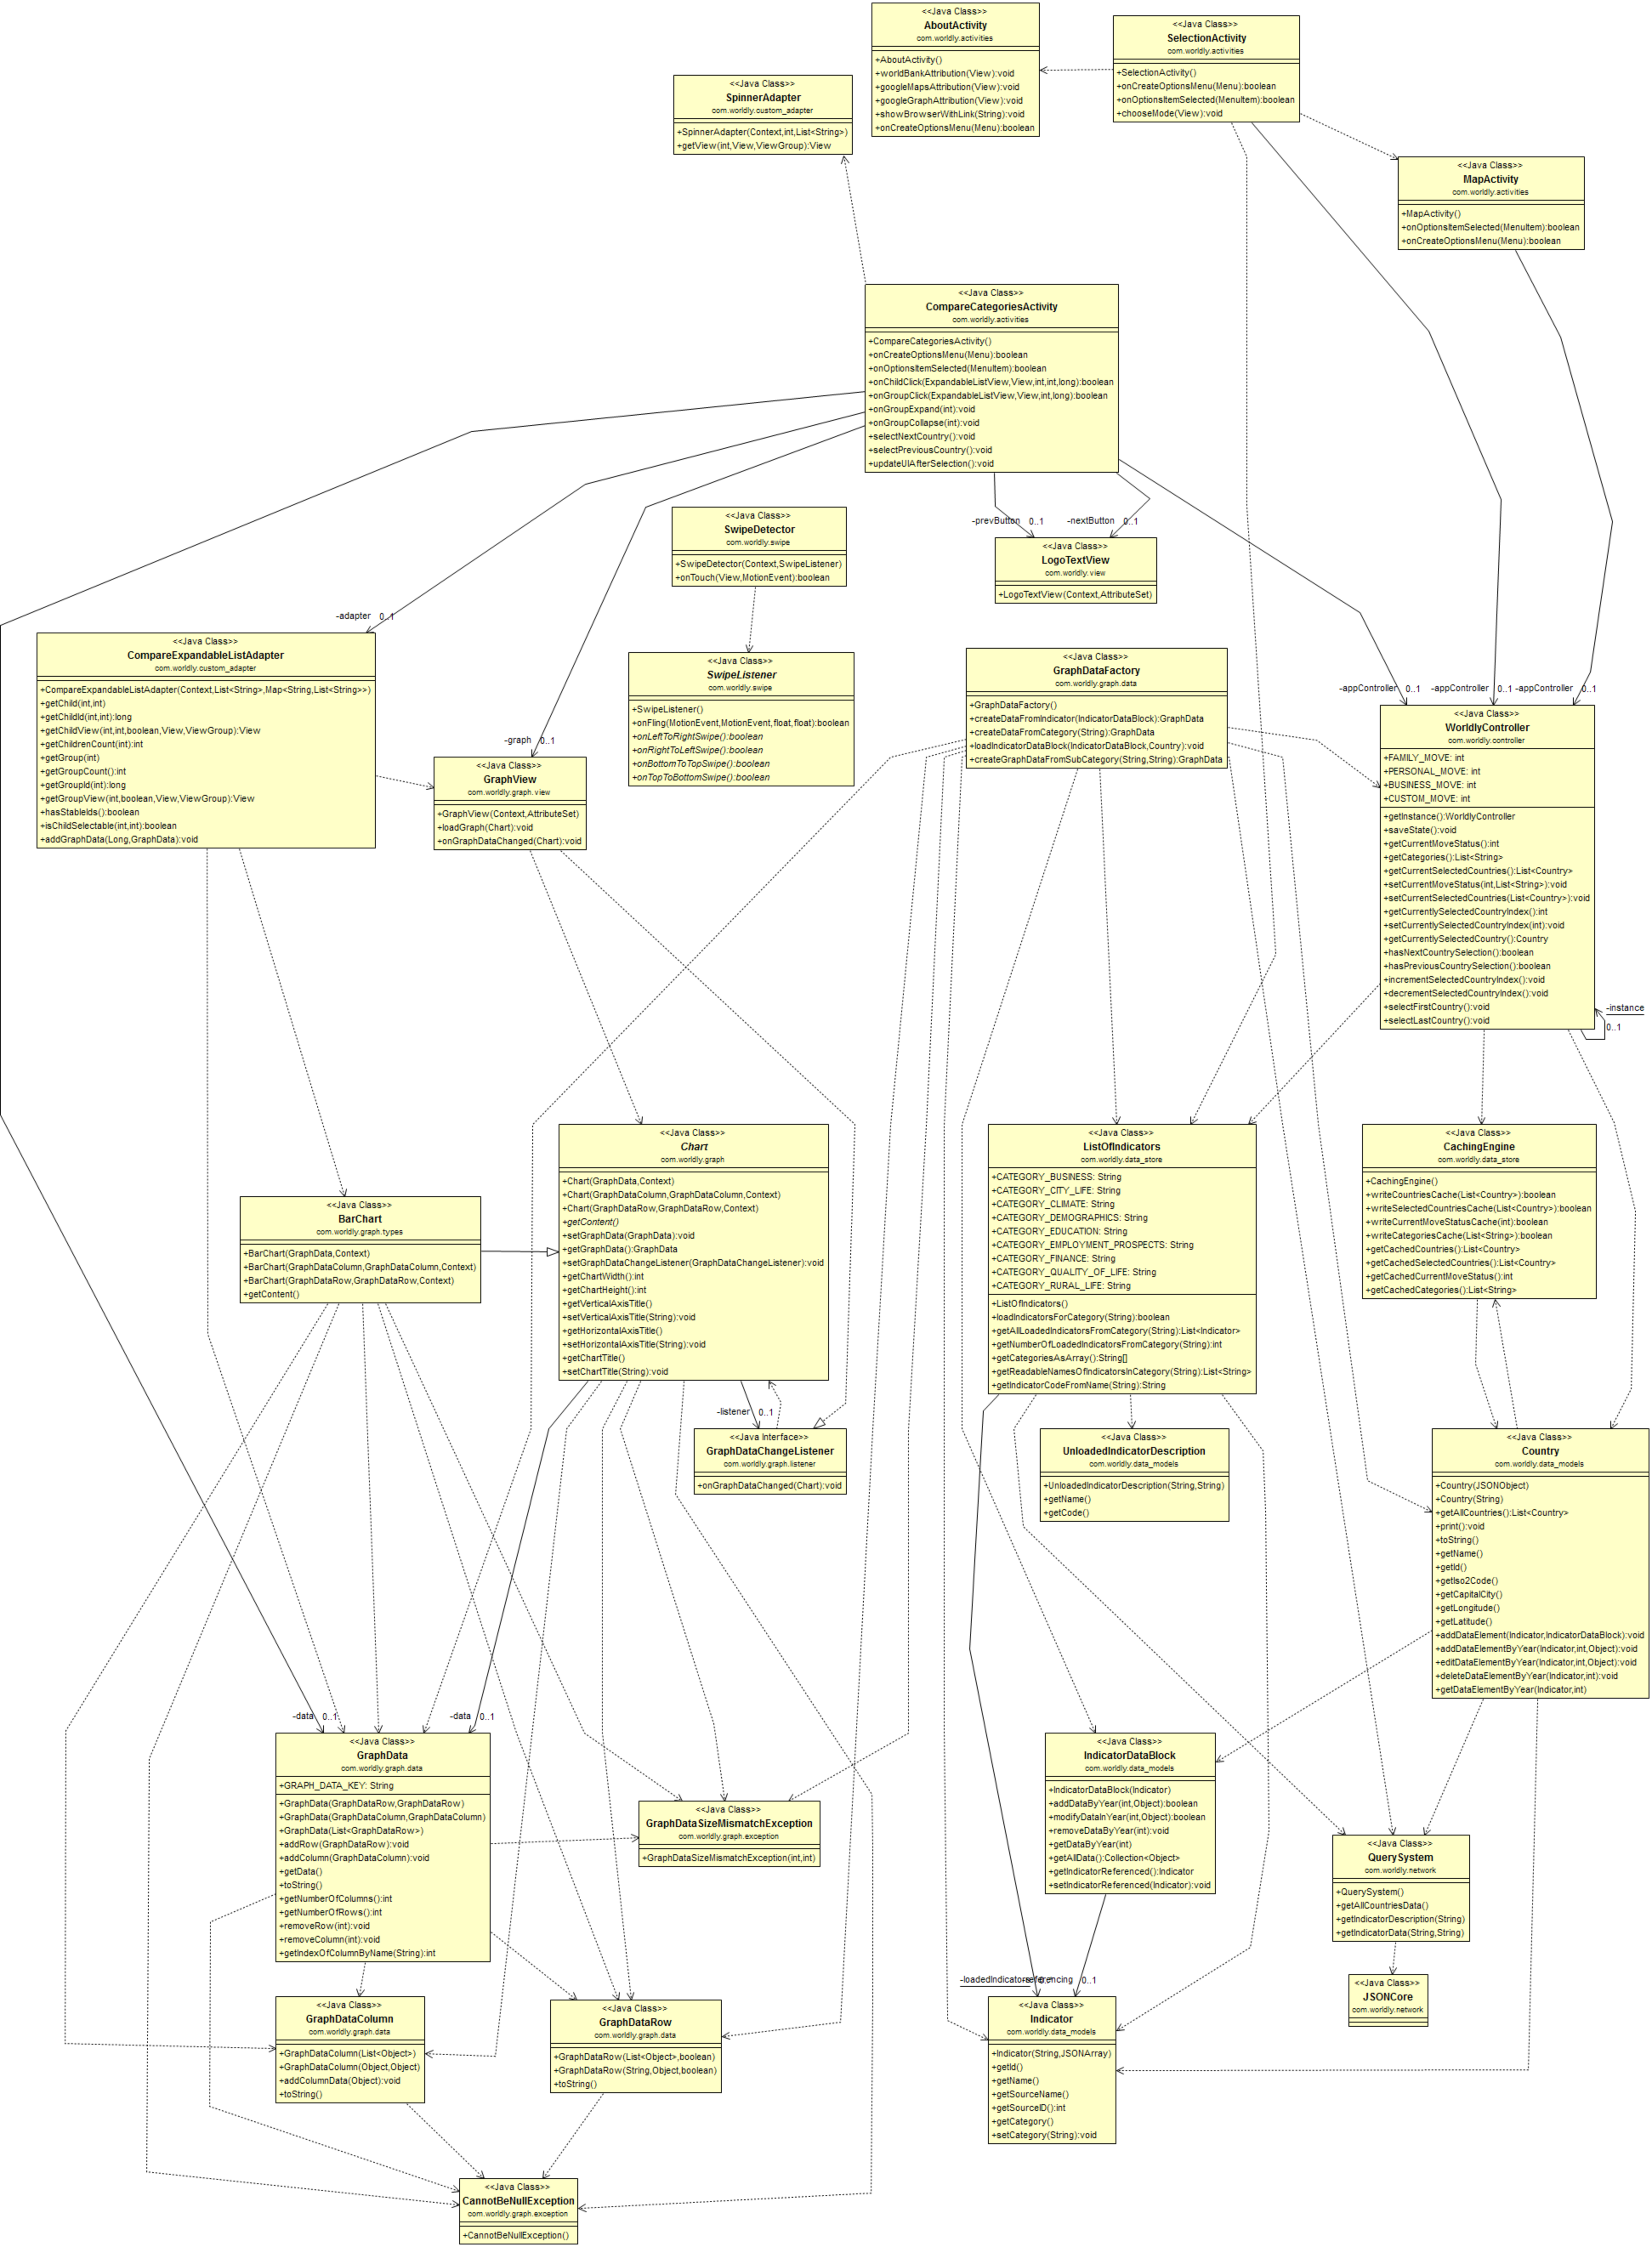 <<Java Class>>
AboutActivity
com.worldly.activities
+AboutActivity()
+worldBankAttribution(View):void
+googleMapsAttribution(View):void
+googleGraphAttribution(View):void
+showBrowserWithLink(String):void
+onCreateOptionsMenu(Menu):boolean
<<Java Class>>
SelectionActivity
com.worldly.activities
+SelectionActivity()
+onCreateOptionsMenu(Menu):boolean
+onOptionsItemSelected(MenuItem):boolean
+chooseMode(View):void
<<Java Class>>
SpinnerAdapter
com.worldly.custom_adapter
+SpinnerAdapter(Context,int,List<String>)
+getView(int,View,ViewGroup):View
<<Java Class>>
MapActivity
com.worldly.activities
+MapActivity()
+onOptionsItemSelected(MenuItem):boolean
+onCreateOptionsMenu(Menu):boolean
<<Java Class>>
CompareCategoriesActivity
com.worldly.activities
+CompareCategoriesActivity()
+onCreateOptionsMenu(Menu):boolean
+onOptionsItemSelected(MenuItem):boolean
+onChildClick(ExpandableListView,View,int,int,long):boolean
+onGroupClick(ExpandableListView,View,int,long):boolean
+onGroupExpand(int):void
+onGroupCollapse(int):void
+selectNextCountry():void
+selectPreviousCountry():void
+updateUIAfterSelection():void
<<Java Class>>
SwipeDetector
com.worldly.swipe
+SwipeDetector(Context,SwipeListener)
+onTouch(View,MotionEvent):boolean
-prevButton 0..1
-nextButton 0..1
<<Java Class>>
LogoTextView
com.worldly.view
+LogoTextView(Context,AttributeSet)
-adapter 0..1
<<Java Class>>
CompareExpandableListAdapter
com.worldly.custom_adapter
+CompareExpandableListAdapter(Context,List<String>,Map<String,List<String>>)
+getChild(int,int)
+getChildId(int,int):long
+getChildView(int,int,boolean,View,ViewGroup):View
+getChildrenCount(int):int
+getGroup(int)
+getGroupCount():int
+getGroupId(int):long
+getGroupView(int,boolean,View,ViewGroup):View
+hasStableIds():boolean
+isChildSelectable(int,int):boolean
+addGraphData(Long,GraphData):void
<<Java Class>>
SwipeListener
com.worldly.swipe
+SwipeListener()
+onFling(MotionEvent,MotionEvent,float,float):boolean
+onLeftToRightSwipe():boolean
+onRightToLeftSwipe():boolean
+onBottomToTopSwipe():boolean
+onTopToBottomSwipe():boolean
<<Java Class>>
GraphDataFactory
com.worldly.graph.data
+GraphDataFactory()
+createDataFromIndicator(IndicatorDataBlock):GraphData
+createDataFromCategory(String):GraphData
+loadIndicatorDataBlock(IndicatorDataBlock,Country):void
+createGraphDataFromSubCategory(String,String):GraphData
-appController 0..1
-appController 0..1
-appController 0..1
<<Java Class>>
WorldlyController
com.worldly.controller
+FAMILY_MOVE: int
+PERSONAL_MOVE: int
+BUSINESS_MOVE: int
+CUSTOM_MOVE: int
+getInstance():WorldlyController
+saveState():void
+getCurrentMoveStatus():int
+getCategories():List<String>
+getCurrentSelectedCountries():List<Country>
+setCurrentMoveStatus(int,List<String>):void
+setCurrentSelectedCountries(List<Country>):void
+getCurrentlySelectedCountryIndex():int
+setCurrentlySelectedCountryIndex(int):void
+getCurrentlySelectedCountry():Country
+hasNextCountrySelection():boolean
+hasPreviousCountrySelection():boolean
+incrementSelectedCountryIndex():void
+decrementSelectedCountryIndex():void
+selectFirstCountry():void
+selectLastCountry():void
-instance
0..1
-graph 0..1
<<Java Class>>
GraphView
com.worldly.graph.view
+GraphView(Context,AttributeSet)
+loadGraph(Chart):void
+onGraphDataChanged(Chart):void
<<Java Class>>
Chart
com.worldly.graph
+Chart(GraphData,Context)
+Chart(GraphDataColumn,GraphDataColumn,Context)
+Chart(GraphDataRow,GraphDataRow,Context)
+getContent()
+setGraphData(GraphData):void
+getGraphData():GraphData
+setGraphDataChangeListener(GraphDataChangeListener):void
+getChartWidth():int
+getChartHeight():int
+getVerticalAxisTitle()
+setVerticalAxisTitle(String):void
+getHorizontalAxisTitle()
+setHorizontalAxisTitle(String):void
+getChartTitle()
+setChartTitle(String):void
<<Java Class>>
ListOfIndicators
com.worldly.data_store
+CATEGORY_BUSINESS: String
+CATEGORY_CITY_LIFE: String
+CATEGORY_CLIMATE: String
+CATEGORY_DEMOGRAPHICS: String
+CATEGORY_EDUCATION: String
+CATEGORY_EMPLOYMENT_PROSPECTS: String
+CATEGORY_FINANCE: String
+CATEGORY_QUALITY_OF_LIFE: String
+CATEGORY_RURAL_LIFE: String
+ListOfIndicators()
+loadIndicatorsForCategory(String):boolean
+getAllLoadedIndicatorsFromCategory(String):List<Indicator>
+getNumberOfLoadedIndicatorsFromCategory(String):int
+getCategoriesAsArray():String[]
+getReadableNamesOfIndicatorsInCategory(String):List<String>
+getIndicatorCodeFromName(String):String
<<Java Class>>
CachingEngine
com.worldly.data_store
+CachingEngine()
+writeCountriesCache(List<Country>):boolean
+writeSelectedCountriesCache(List<Country>):boolean
+writeCurrentMoveStatusCache(int):boolean
+writeCategoriesCache(List<String>):boolean
+getCachedCountries():List<Country>
+getCachedSelectedCountries():List<Country>
+getCachedCurrentMoveStatus():int
+getCachedCategories():List<String>
<<Java Class>>
BarChart
com.worldly.graph.types
+BarChart(GraphData,Context)
+BarChart(GraphDataColumn,GraphDataColumn,Context)
+BarChart(GraphDataRow,GraphDataRow,Context)
+getContent()
-listener 0..1
<<Java Interface>>
GraphDataChangeListener
com.worldly.graph.listener
+onGraphDataChanged(Chart):void
<<Java Class>>
UnloadedIndicatorDescription
com.worldly.data_models
+UnloadedIndicatorDescription(String,String)
+getName()
+getCode()
<<Java Class>>
Country
com.worldly.data_models
+Country(JSONObject)
+Country(String)
+getAllCountries():List<Country>
+print():void
+toString()
+getName()
+getId()
+getIso2Code()
+getCapitalCity()
+getLongitude()
+getLatitude()
+addDataElement(Indicator,IndicatorDataBlock):void
+addDataElementByYear(Indicator,int,Object):void
+editDataElementByYear(Indicator,int,Object):void
+deleteDataElementByYear(Indicator,int):void
+getDataElementByYear(Indicator,int)
-data 0..1
-data 0..1
<<Java Class>>
GraphData
com.worldly.graph.data
+GRAPH_DATA_KEY: String
+GraphData(GraphDataRow,GraphDataRow)
+GraphData(GraphDataColumn,GraphDataColumn)
+GraphData(List<GraphDataRow>)
+addRow(GraphDataRow):void
+addColumn(GraphDataColumn):void
+getData()
+toString()
+getNumberOfColumns():int
+getNumberOfRows():int
+removeRow(int):void
+removeColumn(int):void
+getIndexOfColumnByName(String):int
<<Java Class>>
GraphDataSizeMismatchException
com.worldly.graph.exception
+GraphDataSizeMismatchException(int,int)
<<Java Class>>
IndicatorDataBlock
com.worldly.data_models
+IndicatorDataBlock(Indicator)
+addDataByYear(int,Object):boolean
+modifyDataInYear(int,Object):boolean
+removeDataByYear(int):void
+getDataByYear(int)
+getAllData():Collection<Object>
+getIndicatorReferenced():Indicator
+setIndicatorReferenced(Indicator):void
<<Java Class>>
QuerySystem
com.worldly.network
+QuerySystem()
+getAllCountriesData()
+getIndicatorDescription(String)
+getIndicatorData(String,String)
<<Java Class>>
JSONCore
com.worldly.network
-loadedIndicators 0..*
-referencing 0..1
<<Java Class>>
Indicator
com.worldly.data_models
+Indicator(String,JSONArray)
+getId()
+getName()
+getSourceName()
+getSourceID():int
+getCategory()
+setCategory(String):void
<<Java Class>>
GraphDataColumn
com.worldly.graph.data
+GraphDataColumn(List<Object>)
+GraphDataColumn(Object,Object)
+addColumnData(Object):void
+toString()
<<Java Class>>
GraphDataRow
com.worldly.graph.data
+GraphDataRow(List<Object>,boolean)
+GraphDataRow(String,Object,boolean)
+toString()
<<Java Class>>
CannotBeNullException
com.worldly.graph.exception
+CannotBeNullException()